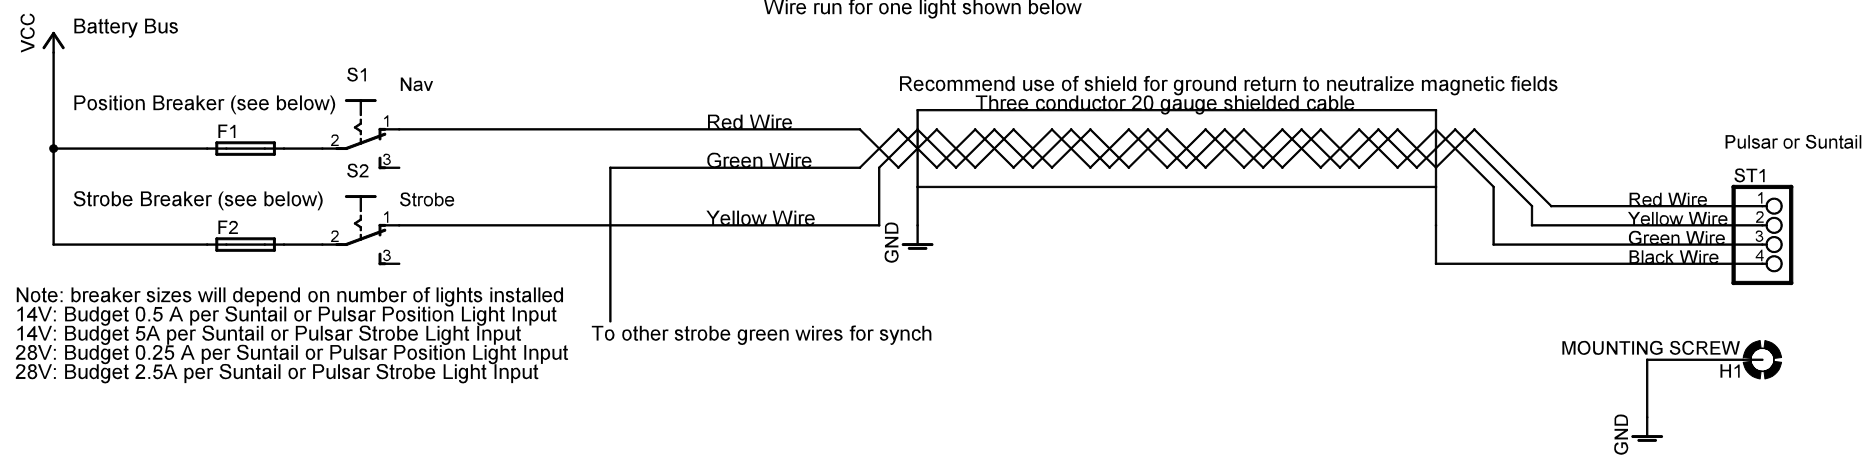 Wire run for one light shown below
VCC
Battery Bus
S1
Nav
Recommend use of shield for ground return to neutralize magnetic fields
Three conductor 20 gauge shielded cable
Position Breaker (see below)
F1
2
1
3
Red Wire
Green Wire
Pulsar or Suntail
S2
ST1
Strobe Breaker (see below)
Strobe
F2
2
1
3
Yellow Wire
GND
Red Wire
1
Yellow Wire
2
Green Wire
3
Black Wire
4
Note: breaker sizes will depend on number of lights installed
14V: Budget 0.5 A per Suntail or Pulsar Position Light Input
14V: Budget 5A per Suntail or Pulsar Strobe Light Input
28V: Budget 0.25 A per Suntail or Pulsar Position Light Input
28V: Budget 2.5A per Suntail or Pulsar Strobe Light Input
To other strobe green wires for synch
MOUNTING SCREW
H1
GND